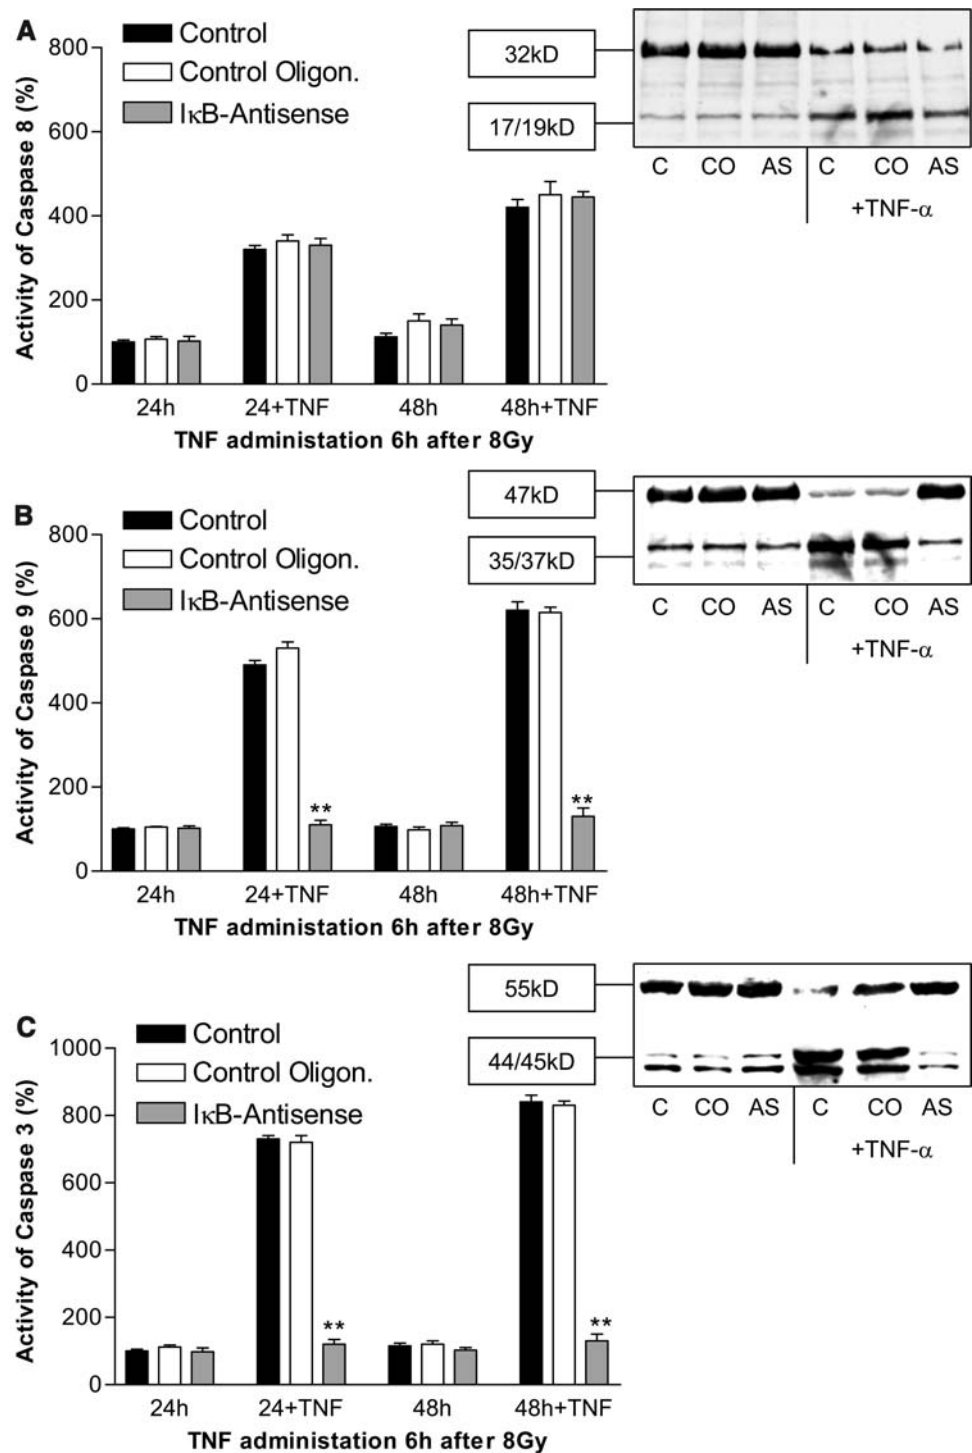 A
Activity of Caspase 8 (%)
800
600
400
200
0
Control
Control Oligon.
IκB-Antisense
24h 24+TNF 48h 48h+TNF
TNF administation 6h after 8Gy
32kD
17/19kD
C CO AS C CO AS
+TNF-α
B
Activity of Caspase 9 (%)
800
600
400
200
0
Control
Control Oligon.
IκB-Antisense
** **
24h 24+TNF 48h 48h+TNF
TNF administation 6h after 8Gy
47kD
35/37kD
C CO AS C CO AS
+TNF-α
C
Activity of Caspase 3 (%)
1000
800
600
400
200
0
Control
Control Oligon.
IκB-Antisense
** **
24h 24+TNF 48h 48h+TNF
TNF administation 6h after 8Gy
55kD
44/45kD
C CO AS C CO AS
+TNF-α